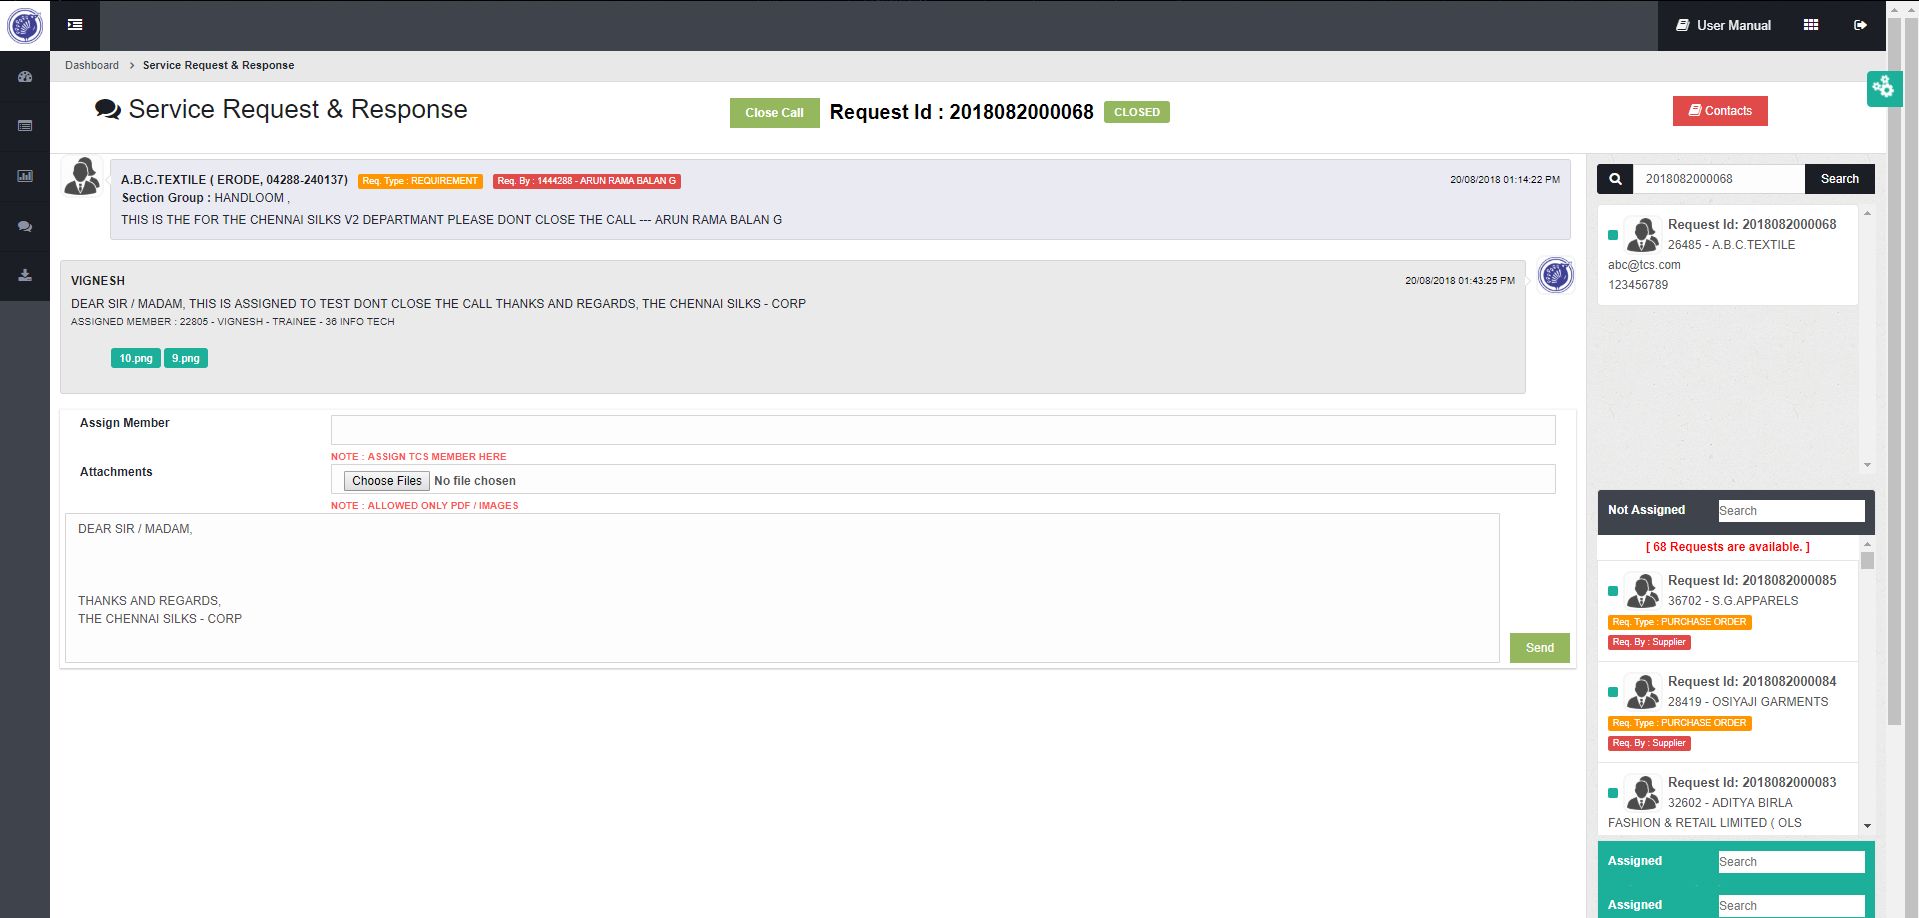 User Manual
Dashboard > Service Request & Response
Service Request & Response
Close Call
Request Id : 2018082000068
CLOSED
Contacts
A.B.C.TEXTILE ( ERODE, 04288-240137)
Req. Type : REQUIREMENT
Req. By : 1444288 - ARUN RAMA BALAN G
20/08/2018 01:14:22 PM
Section Group : HANDLOOM ,
THIS IS THE FOR THE CHENNAI SILKS V2 DEPARTMANT PLEASE DONT CLOSE THE CALL --- ARUN RAMA BALAN G
VIGNESH
20/08/2018 01:43:25 PM
DEAR SIR / MADAM, THIS IS ASSIGNED TO TEST DONT CLOSE THE CALL THANKS AND REGARDS, THE CHENNAI SILKS - CORP
ASSIGNED MEMBER : 22805 - VIGNESH - TRAINEE - 36 INFO TECH
10.png
9.png
Assign Member
NOTE : ASSIGN TCS MEMBER HERE
Attachments
Choose Files No file chosen
NOTE : ALLOWED ONLY PDF / IMAGES
DEAR SIR / MADAM,
THANKS AND REGARDS,
THE CHENNAI SILKS - CORP
Send
2018082000068
Search
Request Id: 2018082000068
26485 - A.B.C.TEXTILE
abc@tcs.com
123456789
Not Assigned
Search
[ 68 Requests are available. ]
Request Id: 2018082000085
36702 - S.G.APPARELS
Req. Type : PURCHASE ORDER
Req. By : Supplier
Request Id: 2018082000084
28419 - OSIYAJI GARMENTS
Req. Type : PURCHASE ORDER
Req. By : Supplier
Request Id: 2018082000083
32602 - ADITYA BIRLA
FASHION & RETAIL LIMITED ( OLS
Assigned
Search
Assigned
Search